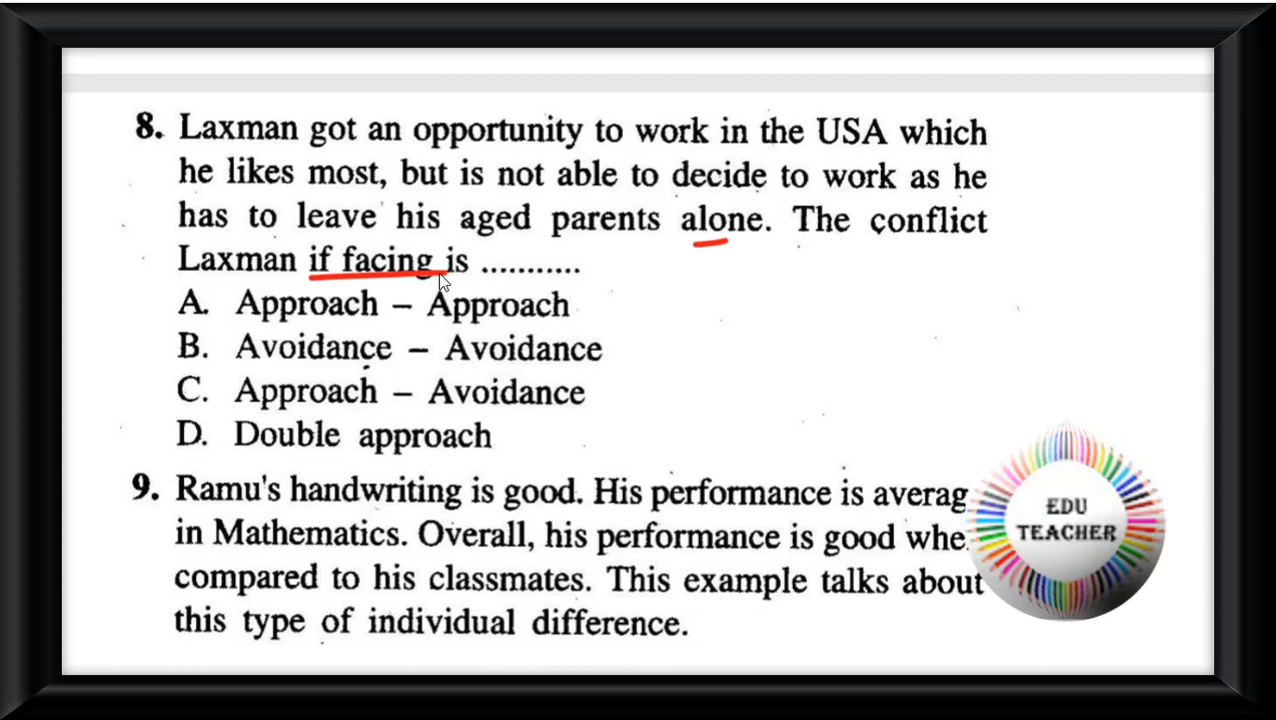 8. Laxman got an opportunity to work in the USA which
he likes most, but is not able to decide to work as he
has to leave his aged parents alone. The conflict
Laxman if facing is ...........
A. Approach – Approach
B. Avoidance – Avoidance
C. Approach – Avoidance
D. Double approach
9. Ramu's handwriting is good. His performance is averag
in Mathematics. Overall, his performance is good whe
compared to his classmates. This example talks about
this type of individual difference.
EDU
TEACHER